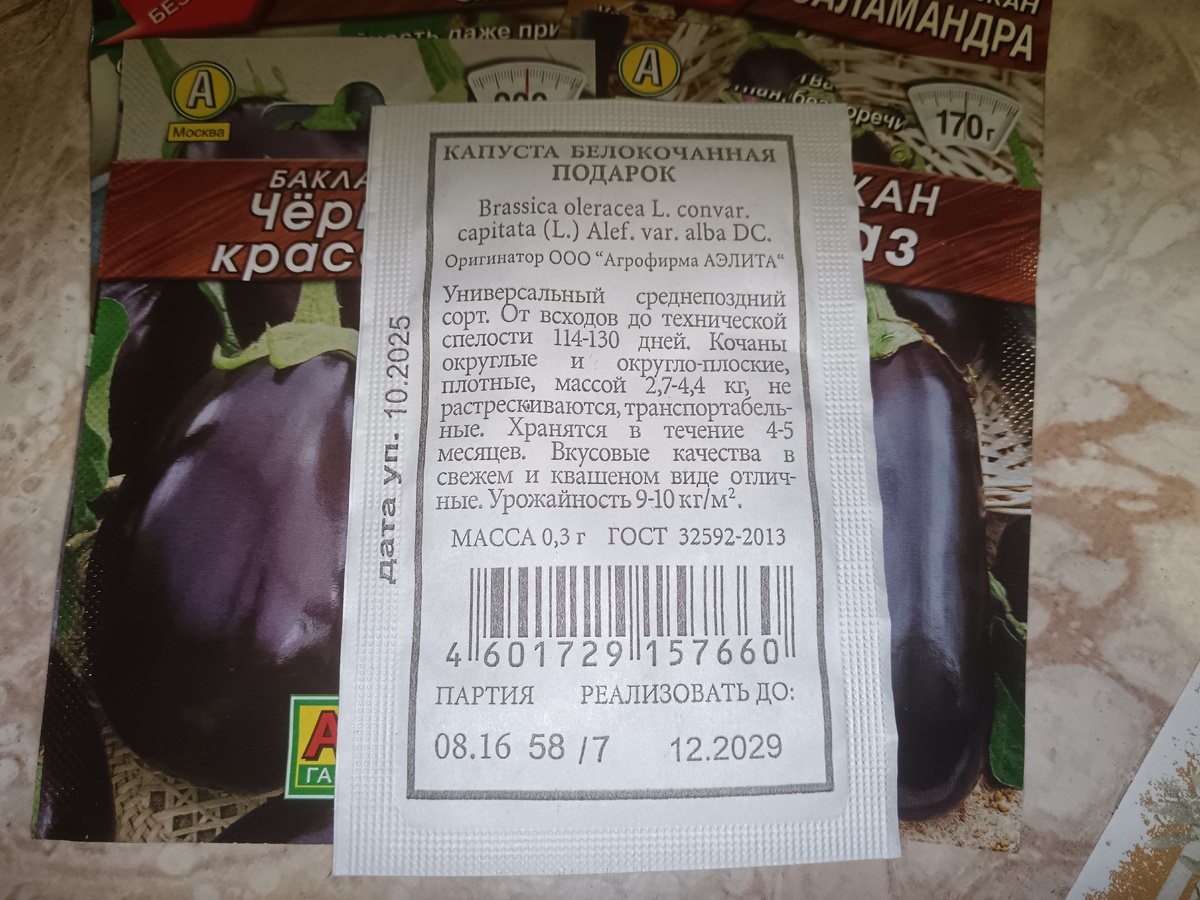 даже при
САЛАМАНДРА
А
Москва
А
170г
КАПУСТА БЕЛОКОЧАННАЯ
ПОДАРОК
Brassica oleracea L. convar.
capitata (L.) Alef. var. alba DC.
Оригинатор ООО "Агрофирма АЭЛИТА“
Универсальный среднепоздний
сорт. От всходов до технической
спелости 114-130 дней. Кочаны
округлые и округло-плоские,
плотные, массой 2,7-4,4 кг, не
растрескиваются, транспортабель-
ные. Хранятся в течение 4-5
месяцев. Вкусовые качества в
свежем и квашеном виде отлич-
ные. Урожайность 9-10 кг/м².
МАССА 0,3 г ГОСТ 32592-2013
4 601729 157660
ПАРТИЯ РЕАЛИЗОВАТЬ ДО:
08.16 58 /7 12.2029
дата уп. 10.2025